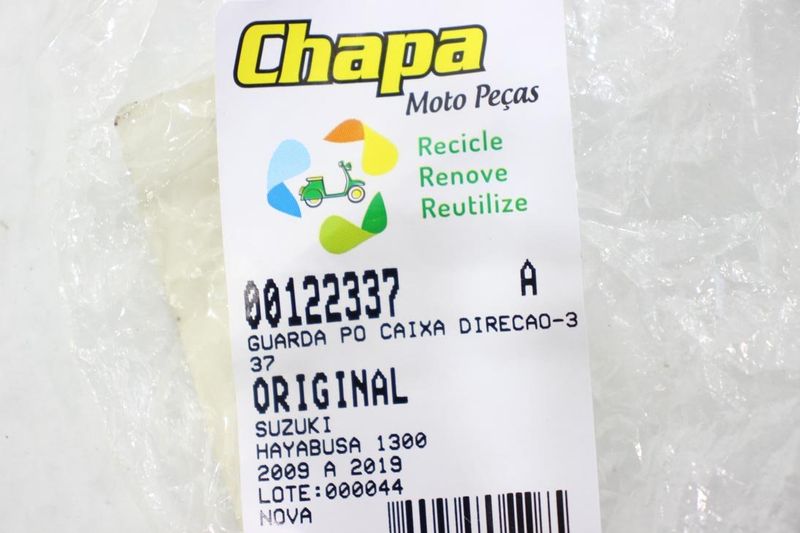 Chapa
Moto Peças
Recicle
Renove
Reutilize
00122337 A
GUARDA PO CAIXA DIRECAO-3
37
ORIGINAL
SUZUKI
HAYABUSA 1300
2009 A 2019
LOTE:000044
NOVA